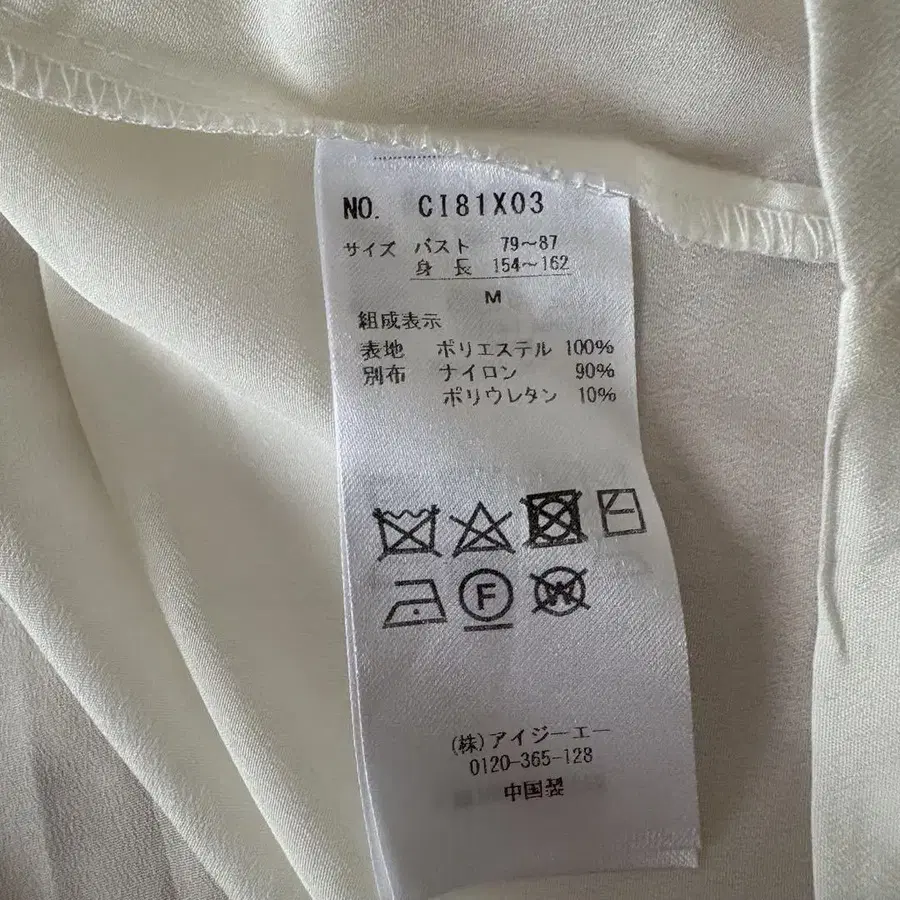 NO. CI81X03
サイズ バスト 79〜87
身長 154〜162
M
組成表示
表地 ポリエステル 100%
別布 ナイロン 90%
ポリウレタン 10%
F W
(株)アイジーエー
0120-365-128
中国製